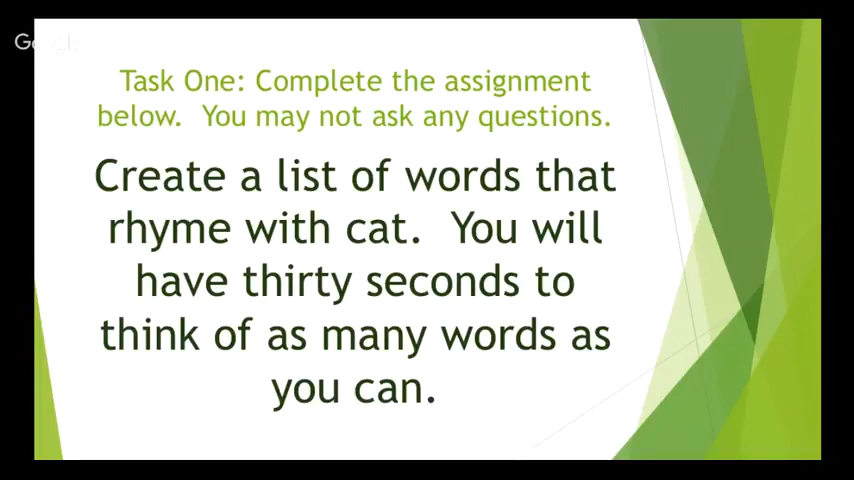 Google
Task One: Complete the assignment
below.  You may not ask any questions.
Create a list of words that
rhyme with cat.  You will
have thirty seconds to
think of as many words as
you can.